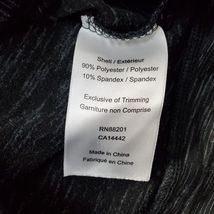 Shell / Extérieur
90% Polyester / Polyester
10% Spandex / Spandex
Exclusive of Trimming
Garniture non Comprise
RN88201
CA14442
Made in China
Fabriqué en Chine